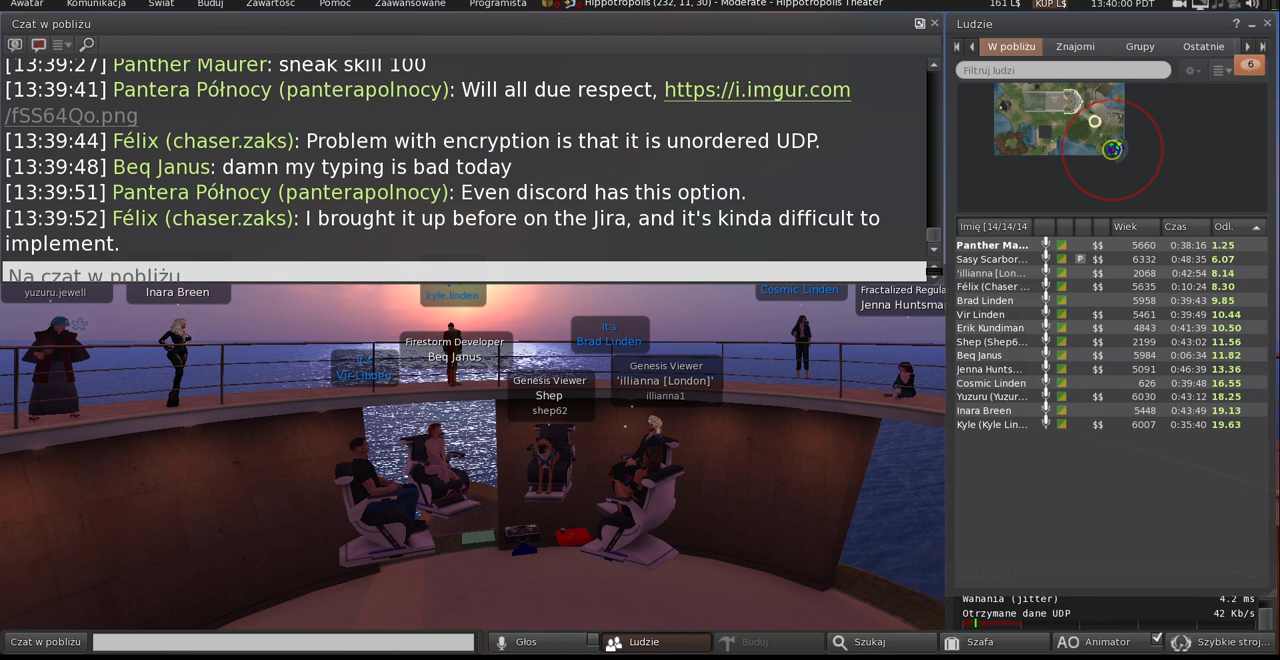 Awatar Komunikacja Świat Buduj Zawartość Pomoc Zaawansowane Programista Hippotropolis (232, 11, 30) - Moderate - Hippotropolis Theater 161 L$ KUP L$ 13:40:00 PDT
Czat w pobliżu
[13:39:27] Panther Maurer: sneak skill 100
[13:39:41] Pantera Północy (panterapolnocy): Will all due respect, https://i.imgur.com
/fSS64Qo.png
[13:39:44] Félix (chaser.zaks): Problem with encryption is that it is unordered UDP.
[13:39:48] Beq Janus: damn my typing is bad today
[13:39:51] Pantera Północy (panterapolnocy): Even discord has this option.
[13:39:52] Félix (chaser.zaks): I brought it up before on the Jira, and it's kinda difficult to
implement.
Na czat w pobliżu
yuzuru.jewell
Inara Breen
kyle.linden
Cosmic Linden
Fractalized Regula
Jenna Huntsma
Firestorm Developer
Beq Janus
It's
Brad Linden
It's
Vir Linden
Genesis Viewer
Shep
shep62
Genesis Viewer
'illianna [London]'
illianna1
Ludzie
W pobliżu Znajomi Grupy Ostatnie
6
Filtruj ludzi
Imię [14/14/14 Wiek Czas Odl.
Panther Ma... $$ 5660 0:38:16 1.25
Sasy Scarbor... P $$ 6332 0:48:35 6.07
'illianna [Lon... $$ 2068 0:42:54 8.14
Félix (Chaser ... $$ 5635 0:10:24 8.30
Brad Linden 5958 0:39:43 9.85
Vir Linden $$ 5461 0:39:49 10.44
Erik Kundiman $$ 4843 0:41:39 10.50
Shep (Shep6... $$ 2199 0:43:02 11.56
Beq Janus $$ 5984 0:06:34 11.82
Jenna Hunts... $$ 5091 0:46:39 13.36
Cosmic Linden 626 0:39:48 16.55
Yuzuru (Yuzur... $$ 6030 0:43:12 18.25
Inara Breen 5448 0:43:49 19.13
Kyle (Kyle Lin... $$ 6007 0:35:40 19.63
Statystyki
Wahania (jitter) 4.2 ms
Otrzymane dane UDP 42 Kb/s
Czat w pobliżu Głos Ludzie Buduj Szukaj Szafa AO Animator Szybkie stroj...